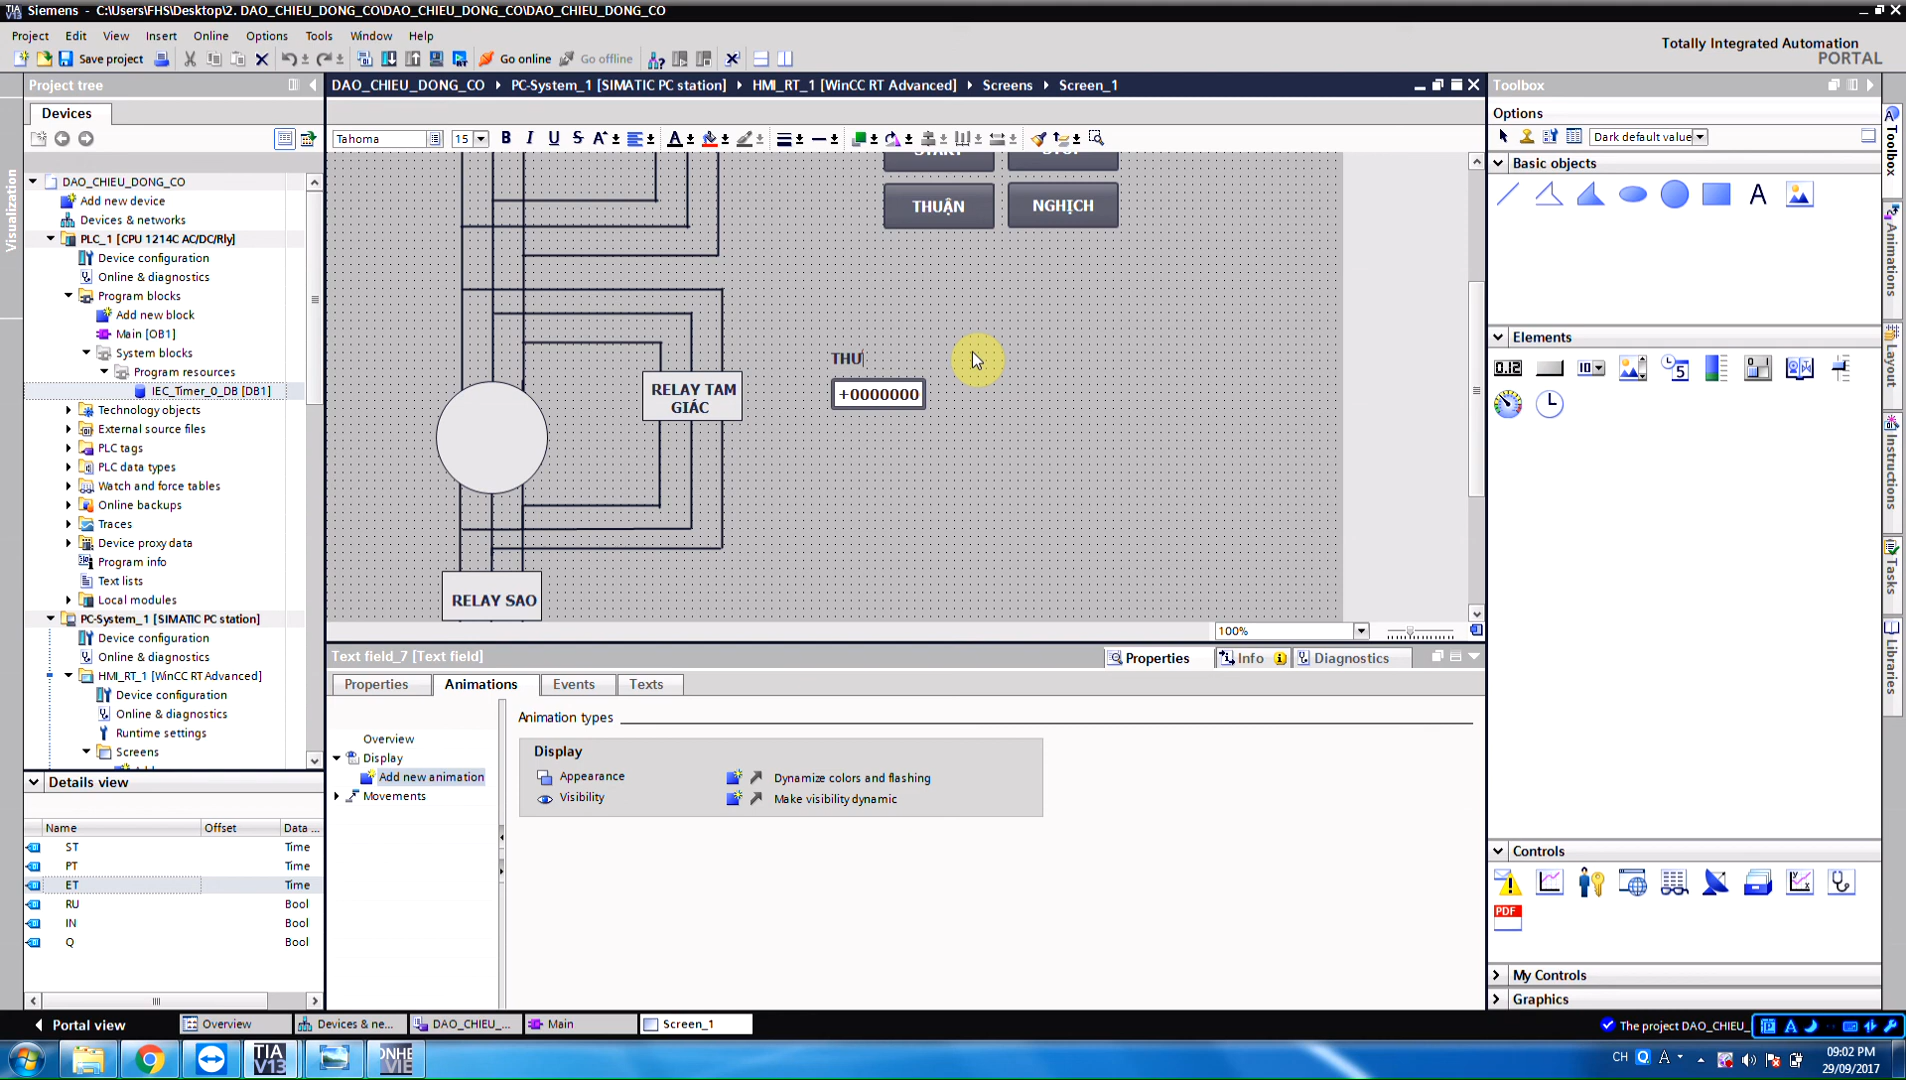 Siemens - C:\Users\FHS\Desktop\2. DAO_CHIEU_DONG_CO\DAO_CHIEU_DONG_CO\DAO_CHIEU_DONG_CO
Project Edit View Insert Online Options Tools Window Help
Totally Integrated Automation
PORTAL
Save project
Go online
Go offline
Project tree
DAO_CHIEU_DONG_CO PC-System_1 [SIMATIC PC station] HMI_RT_1 [WinCC RT Advanced] Screens Screen_1
Toolbox
Devices
Options
Tahoma 15
B I U S
Dark default value
Basic objects
Visualization
DAO_CHIEU_DONG_CO
Add new device
Devices & networks
PLC_1 [CPU 1214C AC/DC/Rly]
Device configuration
Online & diagnostics
Program blocks
Add new block
Main [OB1]
System blocks
Program resources
IEC_Timer_0_DB [DB1]
Technology objects
External source files
PLC tags
PLC data types
Watch and force tables
Online backups
Traces
Device proxy data
Program info
Text lists
Local modules
PC-System_1 [SIMATIC PC station]
Device configuration
Online & diagnostics
HMI_RT_1 [WinCC RT Advanced]
Device configuration
Online & diagnostics
Runtime settings
Screens
THUẬN
NGHỊCH
THU
+0000000
RELAY TAM
GIÁC
RELAY SAO
100%
Elements
Toolbox
Animations
Layout
Instructions
Tasks
Libraries
Text field_7 [Text field]
Properties Info Diagnostics
Properties Animations Events Texts
Animation types
Overview
Display
Add new animation
Movements
Display
Appearance
Dynamize colors and flashing
Visibility
Make visibility dynamic
Details view
Name Offset Data ...
ST Time
PT Time
ET Time
RU Bool
IN Bool
Q Bool
Controls
PDF
My Controls
Graphics
Portal view
Overview
Devices & ne...
DAO_CHIEU_...
Main
Screen_1
The project DAO_CHIEU_
TIA
V13
CH
09:02 PM
29/09/2017